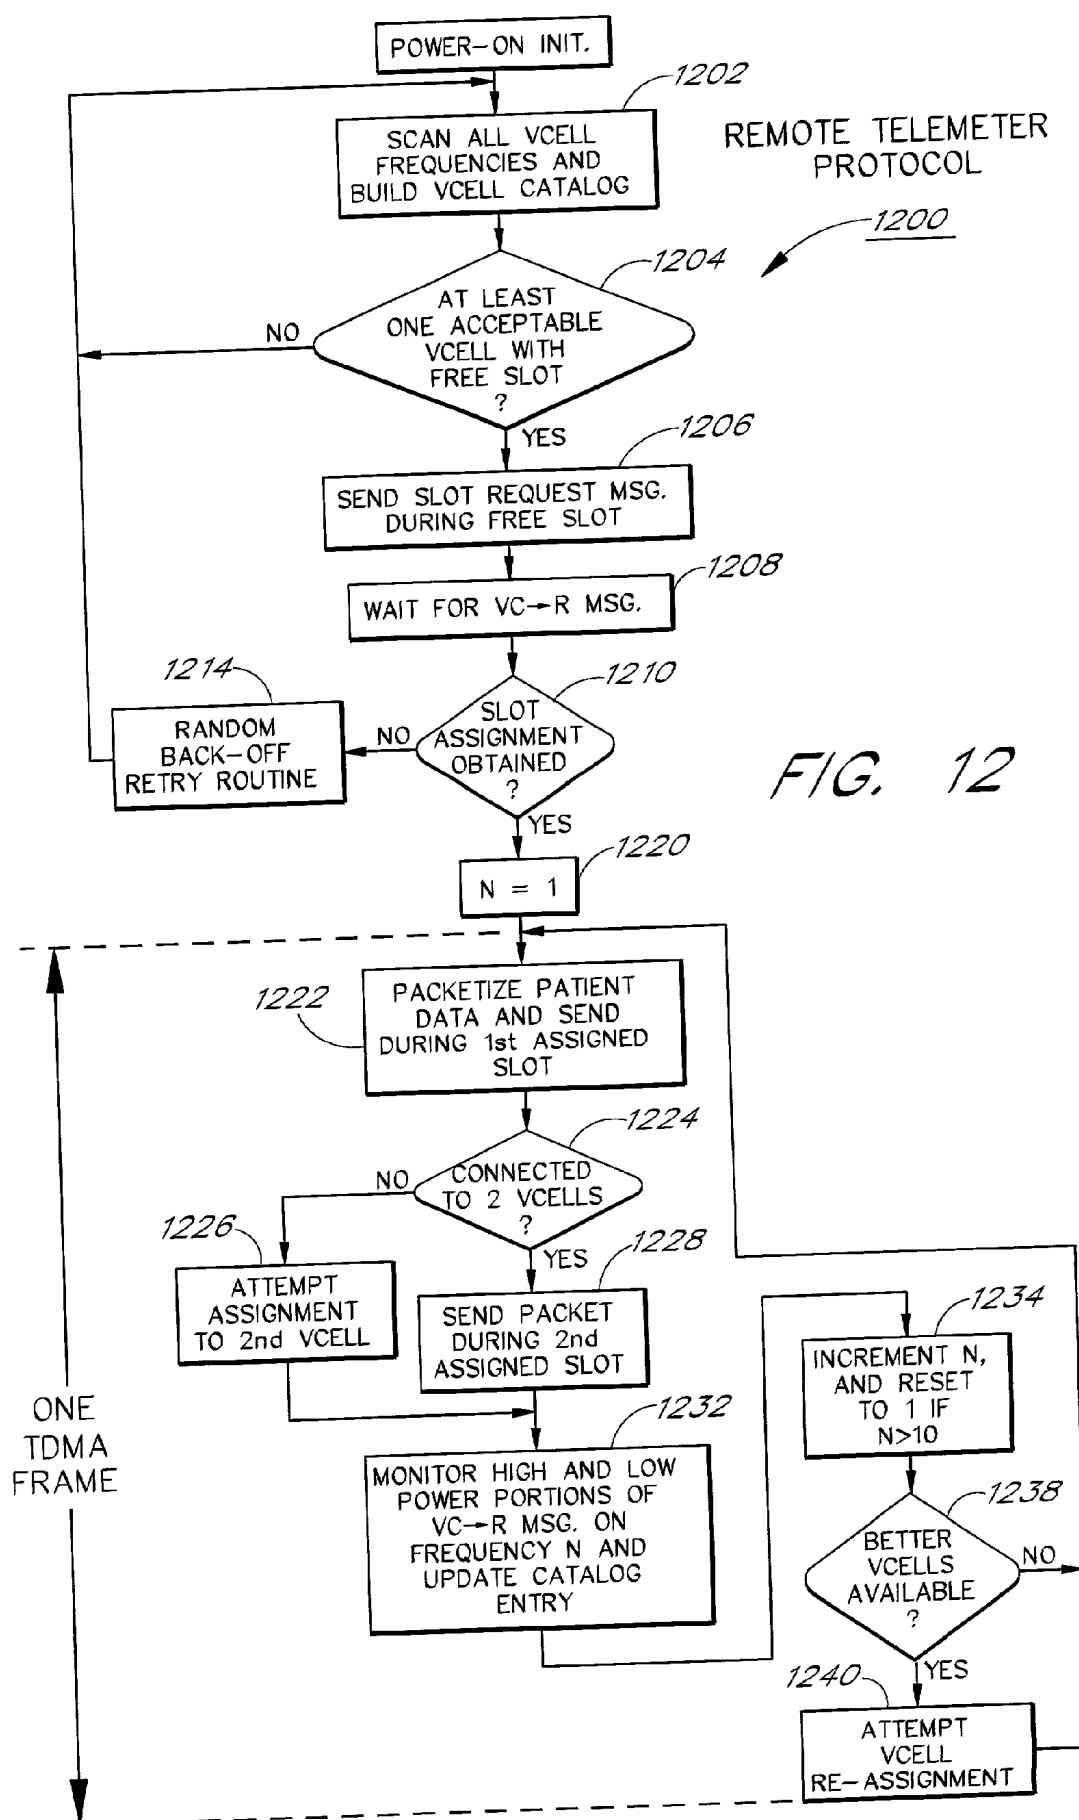 POWER-ON INIT.
1202
SCAN ALL VCELL
FREQUENCIES AND
BUILD VCELL CATALOG
REMOTE TELEMETER
PROTOCOL
1200
1204
AT LEAST
ONE ACCEPTABLE
VCELL WITH
FREE SLOT
?
NO
YES
1206
SEND SLOT REQUEST MSG.
DURING FREE SLOT
1208
WAIT FOR VC→R MSG.
1210
SLOT
ASSIGNMENT
OBTAINED
?
NO
1214
RANDOM
BACK-OFF
RETRY ROUTINE
YES
FIG. 12
1220
N = 1
1222
PACKETIZE PATIENT
DATA AND SEND
DURING 1st ASSIGNED
SLOT
1224
CONNECTED
TO 2 VCELLS
?
NO
YES
1226
ATTEMPT
ASSIGNMENT
TO 2nd VCELL
1228
SEND PACKET
DURING 2nd
ASSIGNED SLOT
1232
MONITOR HIGH AND LOW
POWER PORTIONS OF
VC→R MSG. ON
FREQUENCY N AND
UPDATE CATALOG
ENTRY
1234
INCREMENT N,
AND RESET
TO 1 IF
N>10
1238
BETTER
VCELLS
AVAILABLE
?
NO
YES
1240
ATTEMPT
VCELL
RE-ASSIGNMENT
ONE
TDMA
FRAME